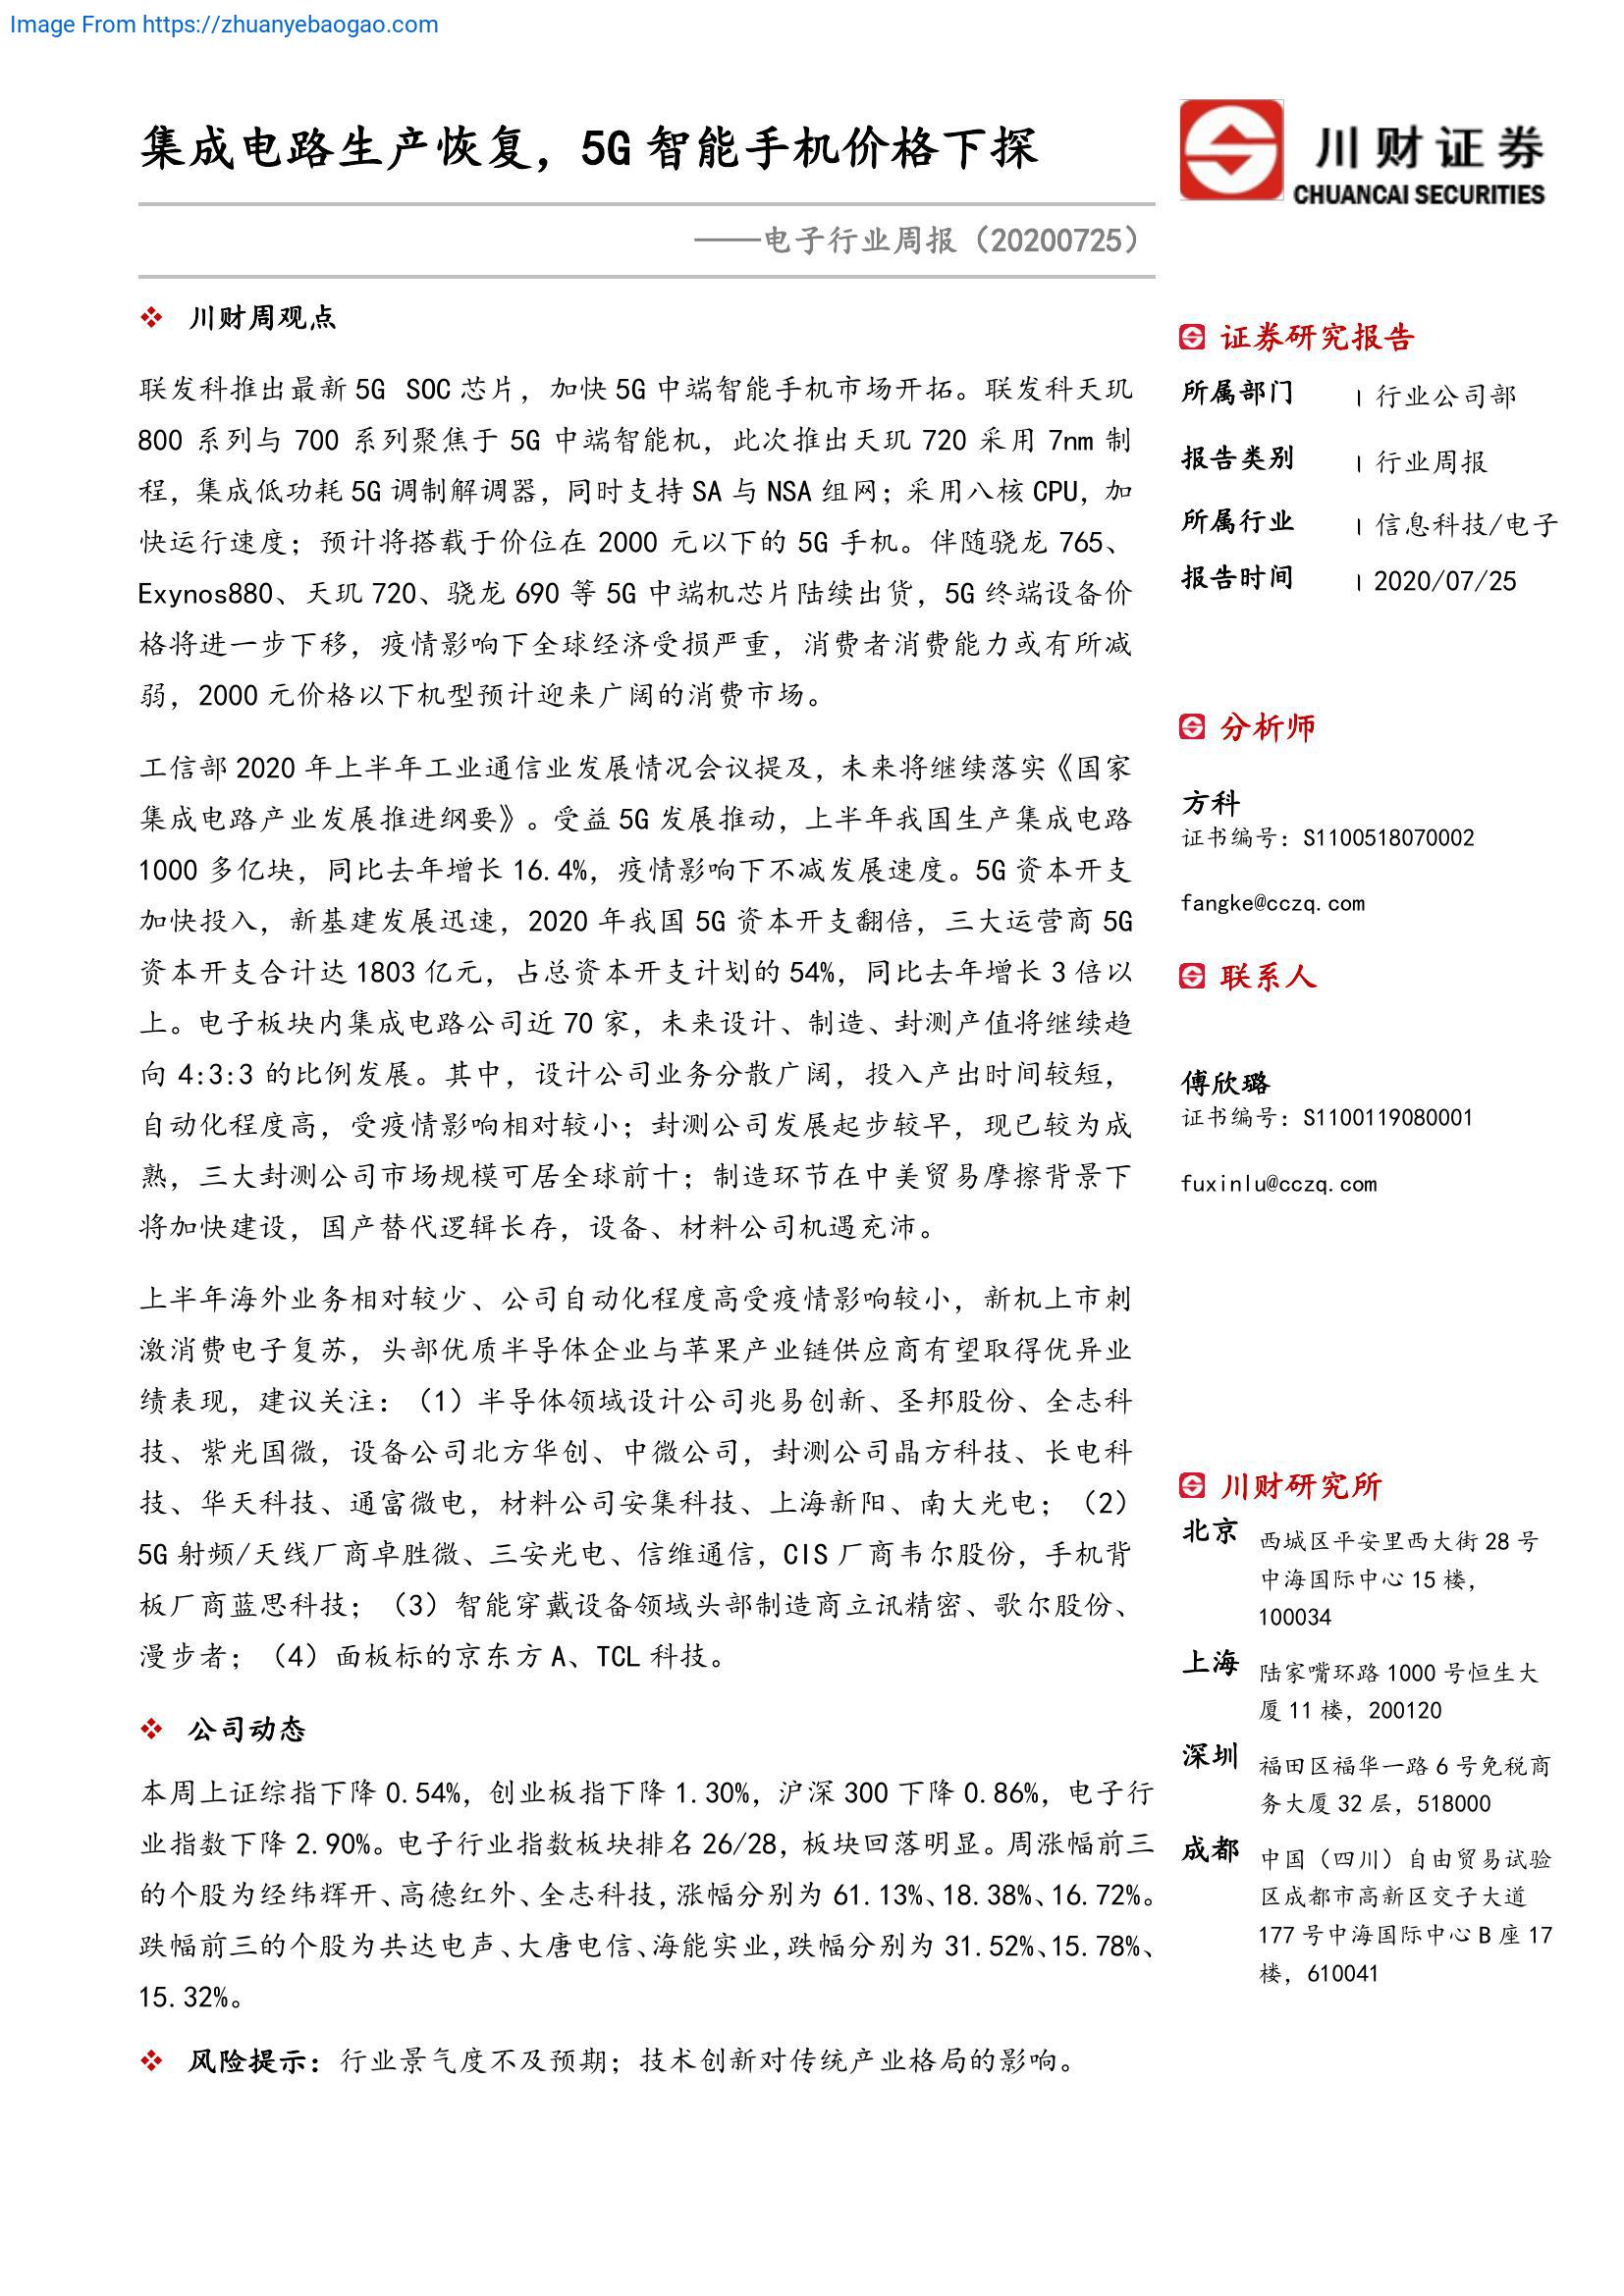 Image From https://zhuanyebaogao.com
集成电路生产恢复，5G 智能手机价格下探
——电子行业周报（20200725）
川财证券
CHUANCAI SECURITIES
川财周观点
联发科推出最新 5G SOC 芯片，加快 5G 中端智能手机市场开拓。联发科天玑
800 系列与 700 系列聚焦于 5G 中端智能机，此次推出天玑 720 采用 7nm 制
程，集成低功耗 5G 调制解调器，同时支持 SA 与 NSA 组网；采用八核 CPU，加
快运行速度；预计将搭载于价位在 2000 元以下的 5G 手机。伴随骁龙 765、
Exynos880、天玑 720、骁龙 690 等 5G 中端机芯片陆续出货，5G 终端设备价
格将进一步下移，疫情影响下全球经济受损严重，消费者消费能力或有所减
弱，2000 元价格以下机型预计迎来广阔的消费市场。
工信部 2020 年上半年工业通信业发展情况会议提及，未来将继续落实《国家
集成电路产业发展推进纲要》。受益 5G 发展推动，上半年我国生产集成电路
1000 多亿块，同比去年增长 16.4%，疫情影响下不减发展速度。5G 资本开支
加快投入，新基建发展迅速，2020 年我国 5G 资本开支翻倍，三大运营商 5G
资本开支合计达 1803 亿元，占总资本开支计划的 54%，同比去年增长 3 倍以
上。电子板块内集成电路公司近 70 家，未来设计、制造、封测产值将继续趋
向 4:3:3 的比例发展。其中，设计公司业务分散广阔，投入产出时间较短，
自动化程度高，受疫情影响相对较小；封测公司发展起步较早，现已较为成
熟，三大封测公司市场规模可居全球前十；制造环节在中美贸易摩擦背景下
将加快建设，国产替代逻辑长存，设备、材料公司机遇充沛。
上半年海外业务相对较少、公司自动化程度高受疫情影响较小，新机上市刺
激消费电子复苏，头部优质半导体企业与苹果产业链供应商有望取得优异业
绩表现，建议关注：（1）半导体领域设计公司兆易创新、圣邦股份、全志科
技、紫光国微，设备公司北方华创、中微公司，封测公司晶方科技、长电科
技、华天科技、通富微电，材料公司安集科技、上海新阳、南大光电；（2）
5G 射频/天线厂商卓胜微、三安光电、信维通信，CIS 厂商韦尔股份，手机背
板厂商蓝思科技；（3）智能穿戴设备领域头部制造商立讯精密、歌尔股份、
漫步者；（4）面板标的京东方 A、TCL 科技。
公司动态
本周上证综指下降 0.54%，创业板指下降 1.30%，沪深 300 下降 0.86%，电子行
业指数下降 2.90%。电子行业指数板块排名 26/28，板块回落明显。周涨幅前三
的个股为经纬辉开、高德红外、全志科技，涨幅分别为 61.13%、18.38%、16.72%。
跌幅前三的个股为共达电声、大唐电信、海能实业，跌幅分别为 31.52%、15.78%、
15.32%。
风险提示：行业景气度不及预期；技术创新对传统产业格局的影响。
证券研究报告
所属部门 | 行业公司部
报告类别 | 行业周报
所属行业 | 信息科技/电子
报告时间 | 2020/07/25
分析师
方科
证书编号：S1100518070002
fangke@cczq.com
联系人
傅欣璐
证书编号：S1100119080001
fuxinlu@cczq.com
川财研究所
北京 西城区平安里西大街 28 号
中海国际中心 15 楼，
100034
上海 陆家嘴环路 1000 号恒生大
厦 11 楼，200120
深圳 福田区福华一路 6 号免税商
务大厦 32 层，518000
成都 中国（四川）自由贸易试验
区成都市高新区交子大道
177 号中海国际中心 B 座 17
楼，610041